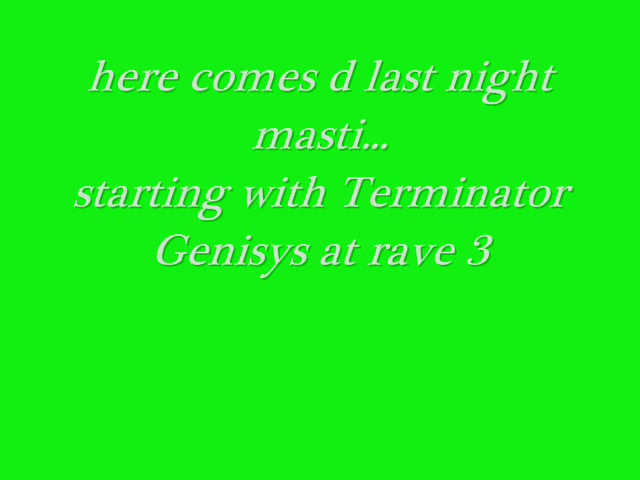 here comes d last night
masti...
starting with Terminator
Genisys at rave 3